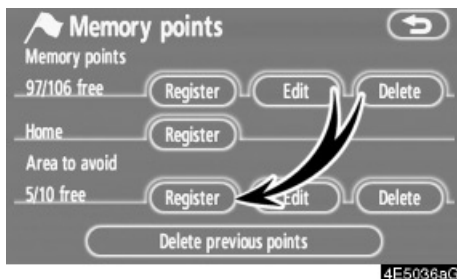 Memory points
Memory points
97/106 free Register Edit Delete
Home Register
Area to avoid
5/10 free Register Edit Delete
Delete previous points
4E5036aG